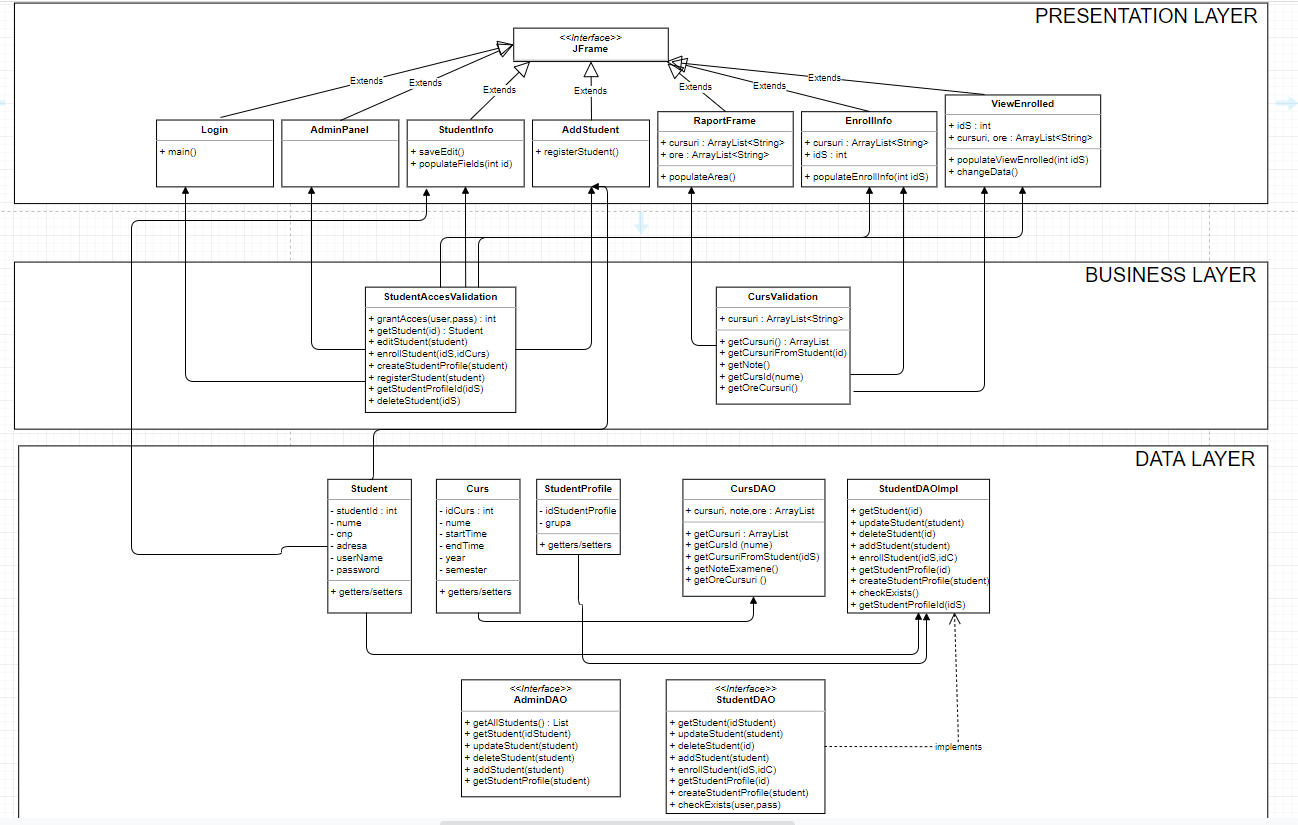 PRESENTATION LAYER
<<Interface>>
JFrame
Extends
Extends
Extends
Extends
Extends
Extends
Extends
Login
+ main()
AdminPanel
StudentInfo
+ saveEdit()
+ populateFields(int id)
AddStudent
+ registerStudent()
RaportFrame
+ cursuri : ArrayList<String>
+ ore : ArrayList<String>
+ populateArea()
EnrollInfo
+ cursuri : ArrayList<String>
+ idS : int
+ populateEnrollInfo(int idS)
ViewEnrolled
+ idS : int
+ cursuri, ore : ArrayList<String>
+ populateViewEnrolled(int idS)
+ changeData()
BUSINESS LAYER
StudentAccesValidation
+ grantAcces(user,pass) : int
+ getStudent(id) : Student
+ editStudent(student)
+ enrollStudent(idS,idCurs)
+ createStudentProfile(student)
+ registerStudent(student)
+ getStudentProfileId(idS)
+ deleteStudent(idS)
CursValidation
+ cursuri : ArrayList<String>
+ getCursuri() : ArrayList
+ getCursuriFromStudent(id)
+ getNote()
+ getCursId(nume)
+ getOreCursuri()
DATA LAYER
Student
- studentId : int
- nume
- cnp
- adresa
- userName
- password
+ getters/setters
Curs
- idCurs : int
- nume
- startTime
- endTime
- year
- semester
+ getters/setters
StudentProfile
- idStudentProfile
- grupa
+ getters/setters
CursDAO
+ cursuri, note,ore : ArrayList
+ getCursuri : ArrayList
+ getCursId (nume)
+ getCursuriFromStudent(idS)
+ getNoteExamene()
+ getOreCursuri ()
StudentDAOImpl
+ getStudent(id)
+ updateStudent(student)
+ deleteStudent(id)
+ addStudent(student)
+ enrollStudent(idS,idC)
+ getStudentProfile(id)
+ createStudentProfile(student)
+ checkExists()
+ getStudentProfileId(idS)
<<Interface>>
AdminDAO
+ getAllStudents() : List
+ getStudent(idStudent)
+ updateStudent(student)
+ deleteStudent(student)
+ addStudent(student)
+ getStudentProfile(student)
<<Interface>>
StudentDAO
+ getStudent(idStudent)
+ updateStudent(student)
+ deleteStudent(id)
+ addStudent(student)
+ enrollStudent(idS,idC)
+ getStudentProfile(id)
+ createStudentProfile(student)
+ checkExists(user,pass)
implements